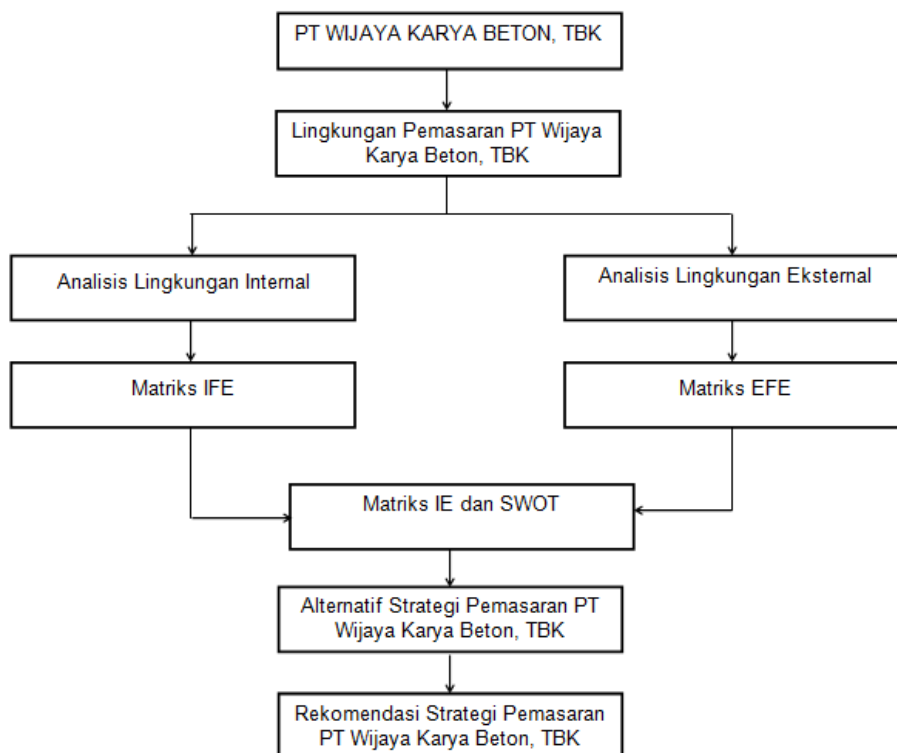 PT WIJAYA KARYA BETON, TBK
Lingkungan Pemasaran PT Wijaya
Karya Beton, TBK
Analisis Lingkungan Internal
Analisis Lingkungan Eksternal
Matriks IFE
Matriks EFE
Matriks IE dan SWOT
Alternatif Strategi Pemasaran PT
Wijaya Karya Beton, TBK
Rekomendasi Strategi Pemasaran
PT Wijaya Karya Beton, TBK